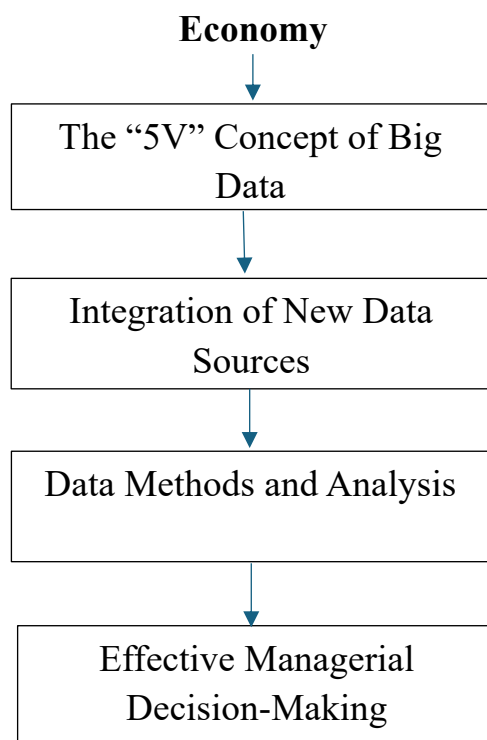 Economy
The “5V” Concept of Big
Data
Integration of New Data
Sources
Data Methods and Analysis
Effective Managerial
Decision-Making